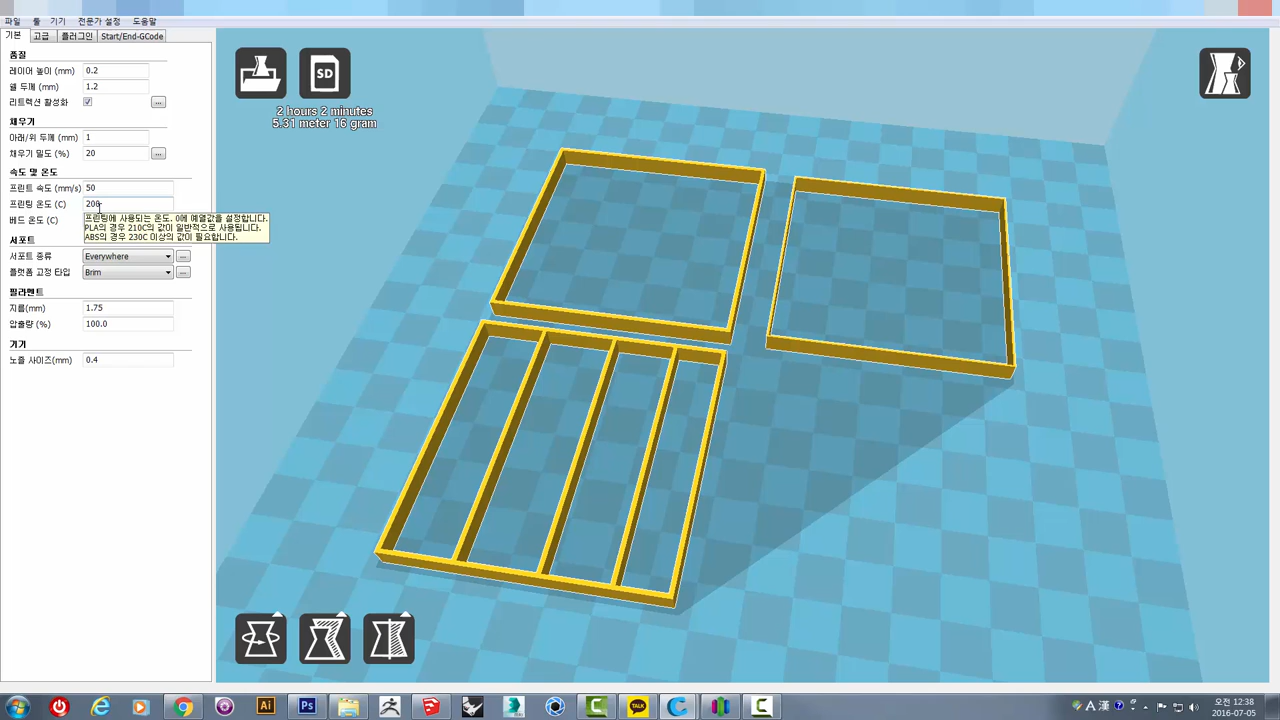 파일 툴 기기 전문가 설정 도움말
기본 고급 플러그인 Start/End-GCode
품질
레이어 높이 (mm) 0.2
쉘 두께 (mm) 1.2
리트렉션 활성화 ...
채우기
아래/위 두께 (mm) 1
채우기 밀도 (%) 20 ...
속도 및 온도
프린트 속도 (mm/s) 50
프린팅 온도 (C) 200
베드 온도 (C)
프린팅에 사용되는 온도. 0에 예열값을 설정합니다.
PLA의 경우 210C의 값이 일반적으로 사용됩니다.
ABS의 경우 230C 이상의 값이 필요합니다.
서포트
서포트 종류 Everywhere ...
플랫폼 고정 타입 Brim ...
필라멘트
지름(mm) 1.75
압출량 (%) 100.0
기기
노즐 사이즈(mm) 0.4
SD
2 hours 2 minutes
5.31 meter 16 gram
Ai Ps TALK C A 漢 ?
오전 12:38
2016-07-05